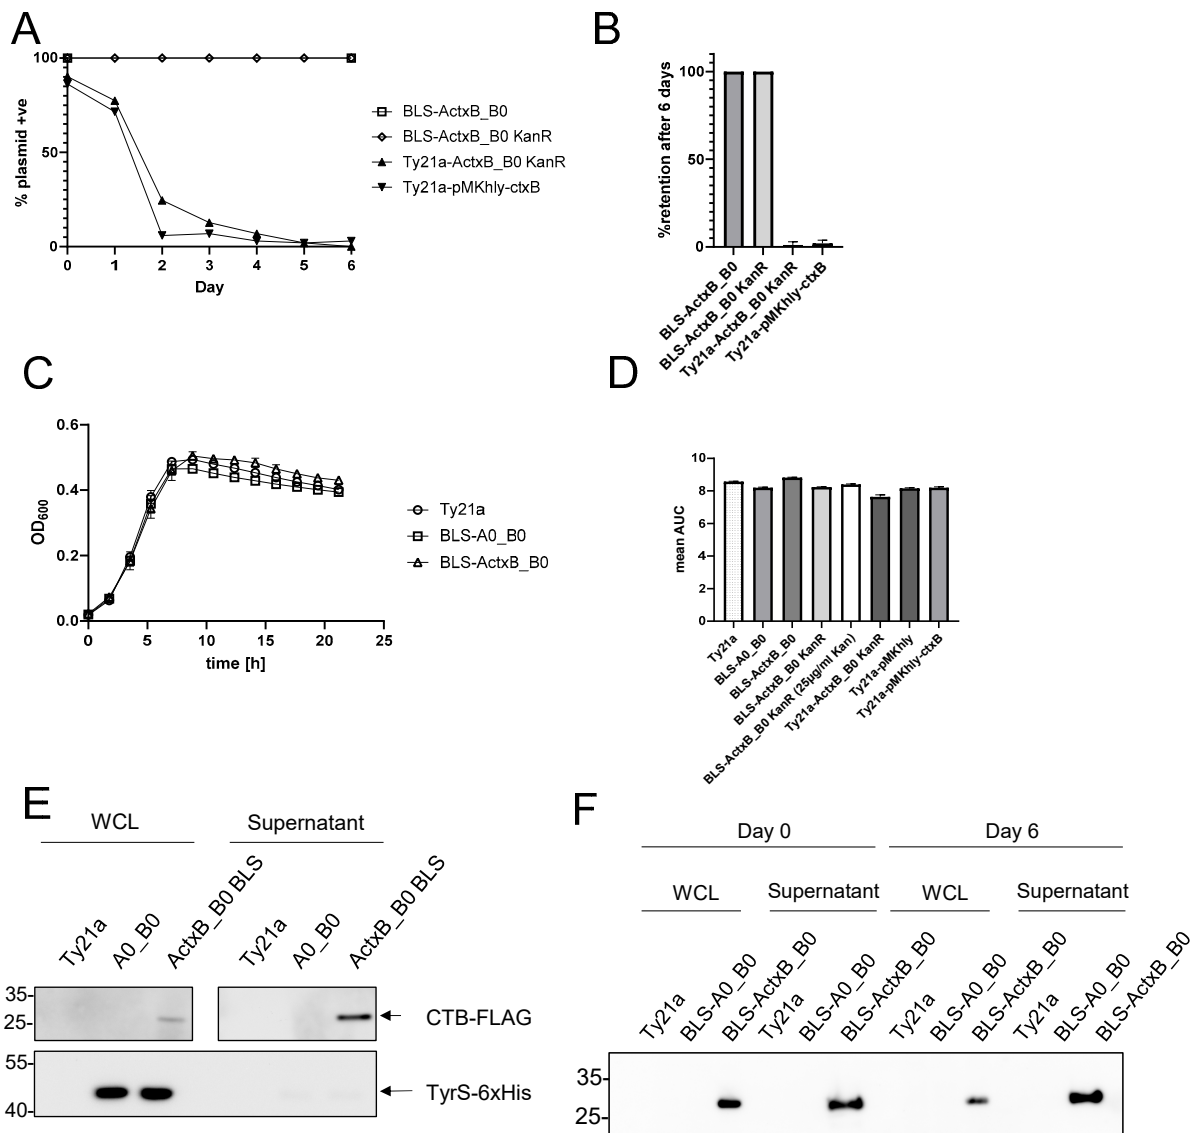 A
% plasmid +ve
100
50
0
0 1 2 3 4 5 6
Day
BLS-ActxB_B0
BLS-ActxB_B0 KanR
Ty21a-ActxB_B0 KanR
Ty21a-pMKhly-ctxB
B
%retention after 6 days
100
50
0
BLS-ActxB_B0
BLS-ActxB_B0 KanR
Ty21a-ActxB_B0 KanR
Ty21a-pMKhly-ctxB
C
OD600
0.6
0.4
0.2
0.0
0 5 10 15 20 25
time [h]
Ty21a
BLS-A0_B0
BLS-ActxB_B0
D
mean AUC
10
8
6
4
2
0
Ty21a
BLS-A0_B0
BLS-ActxB_B0
BLS-ActxB_B0 KanR
BLS-ActxB_B0 KanR (25µg/ml Kan)
Ty21a-ActxB_B0 KanR
Ty21a-pMKhly
Ty21a-pMKhly-ctxB
E
WCL Supernatant
Ty21a A0_B0 ActxB_B0 BLS Ty21a A0_B0 ActxB_B0 BLS
35
25
CTB-FLAG
55
40
TyrS-6xHis
F
Day 0 Day 6
WCL Supernatant WCL Supernatant
Ty21a BLS-A0_B0 BLS-ActxB_B0 Ty21a BLS-A0_B0 BLS-ActxB_B0 Ty21a BLS-A0_B0 BLS-ActxB_B0 Ty21a BLS-A0_B0 BLS-ActxB_B0
35
25